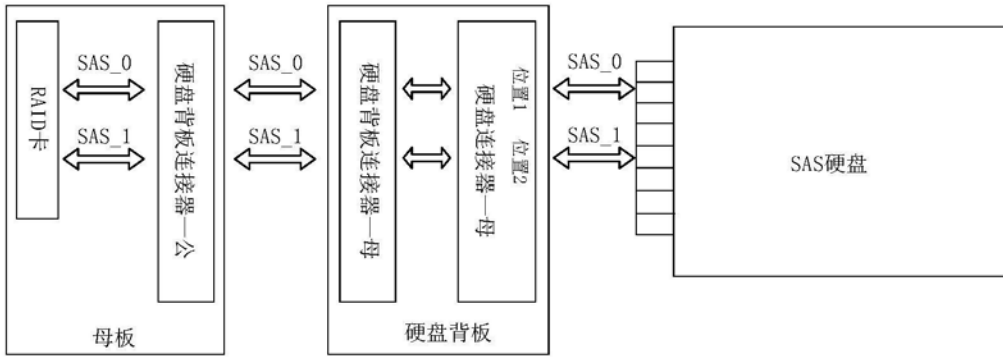 RAID卡
SAS_0
SAS_1
硬盘背板连接器—公
母板
SAS_0
SAS_1
硬盘背板连接器—母
硬盘连接器—母
位置1
位置2
硬盘背板
SAS_0
SAS_1
SAS硬盘